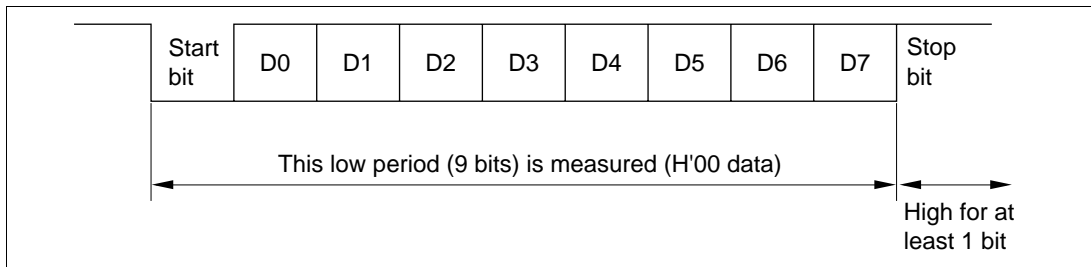 Start bit
D0 D1 D2 D3 D4 D5 D6 D7
Stop bit
This low period (9 bits) is measured (H'00 data)
High for at
least 1 bit